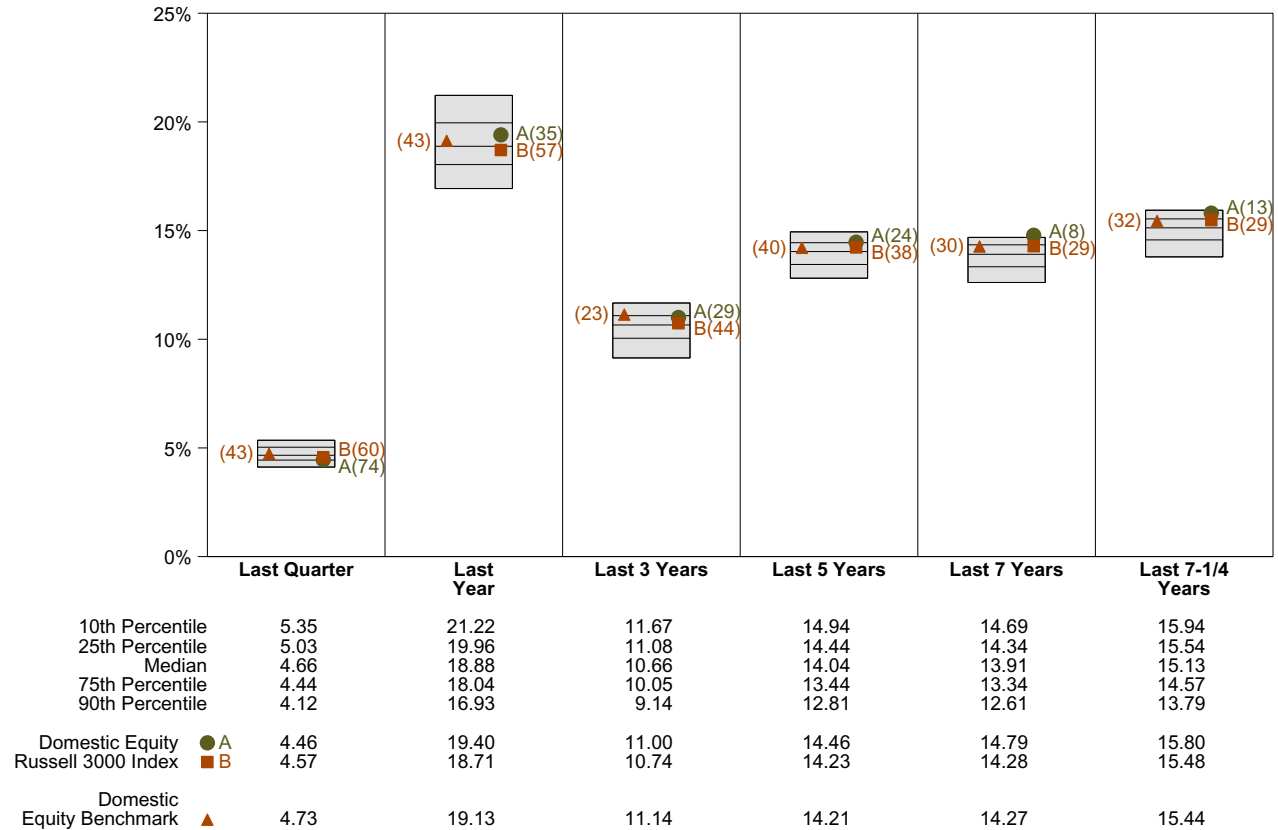 25%
20%
15%
10%
5%
0%
(43) B(60)
A(74)
(43) A(35)
B(57)
(23) A(29)
B(44)
(40) A(24)
B(38)
(30) A(8)
B(29)
(32) A(13)
B(29)
Last Quarter Last Year Last 3 Years Last 5 Years Last 7 Years Last 7-1/4 Years
10th Percentile 5.35 21.22 11.67 14.94 14.69 15.94
25th Percentile 5.03 19.96 11.08 14.44 14.34 15.54
Median 4.66 18.88 10.66 14.04 13.91 15.13
75th Percentile 4.44 18.04 10.05 13.44 13.34 14.57
90th Percentile 4.12 16.93 9.14 12.81 12.61 13.79
Domestic Equity A 4.46 19.40 11.00 14.46 14.79 15.80
Russell 3000 Index B 4.57 18.71 10.74 14.23 14.28 15.48
Domestic
Equity Benchmark 4.73 19.13 11.14 14.21 14.27 15.44